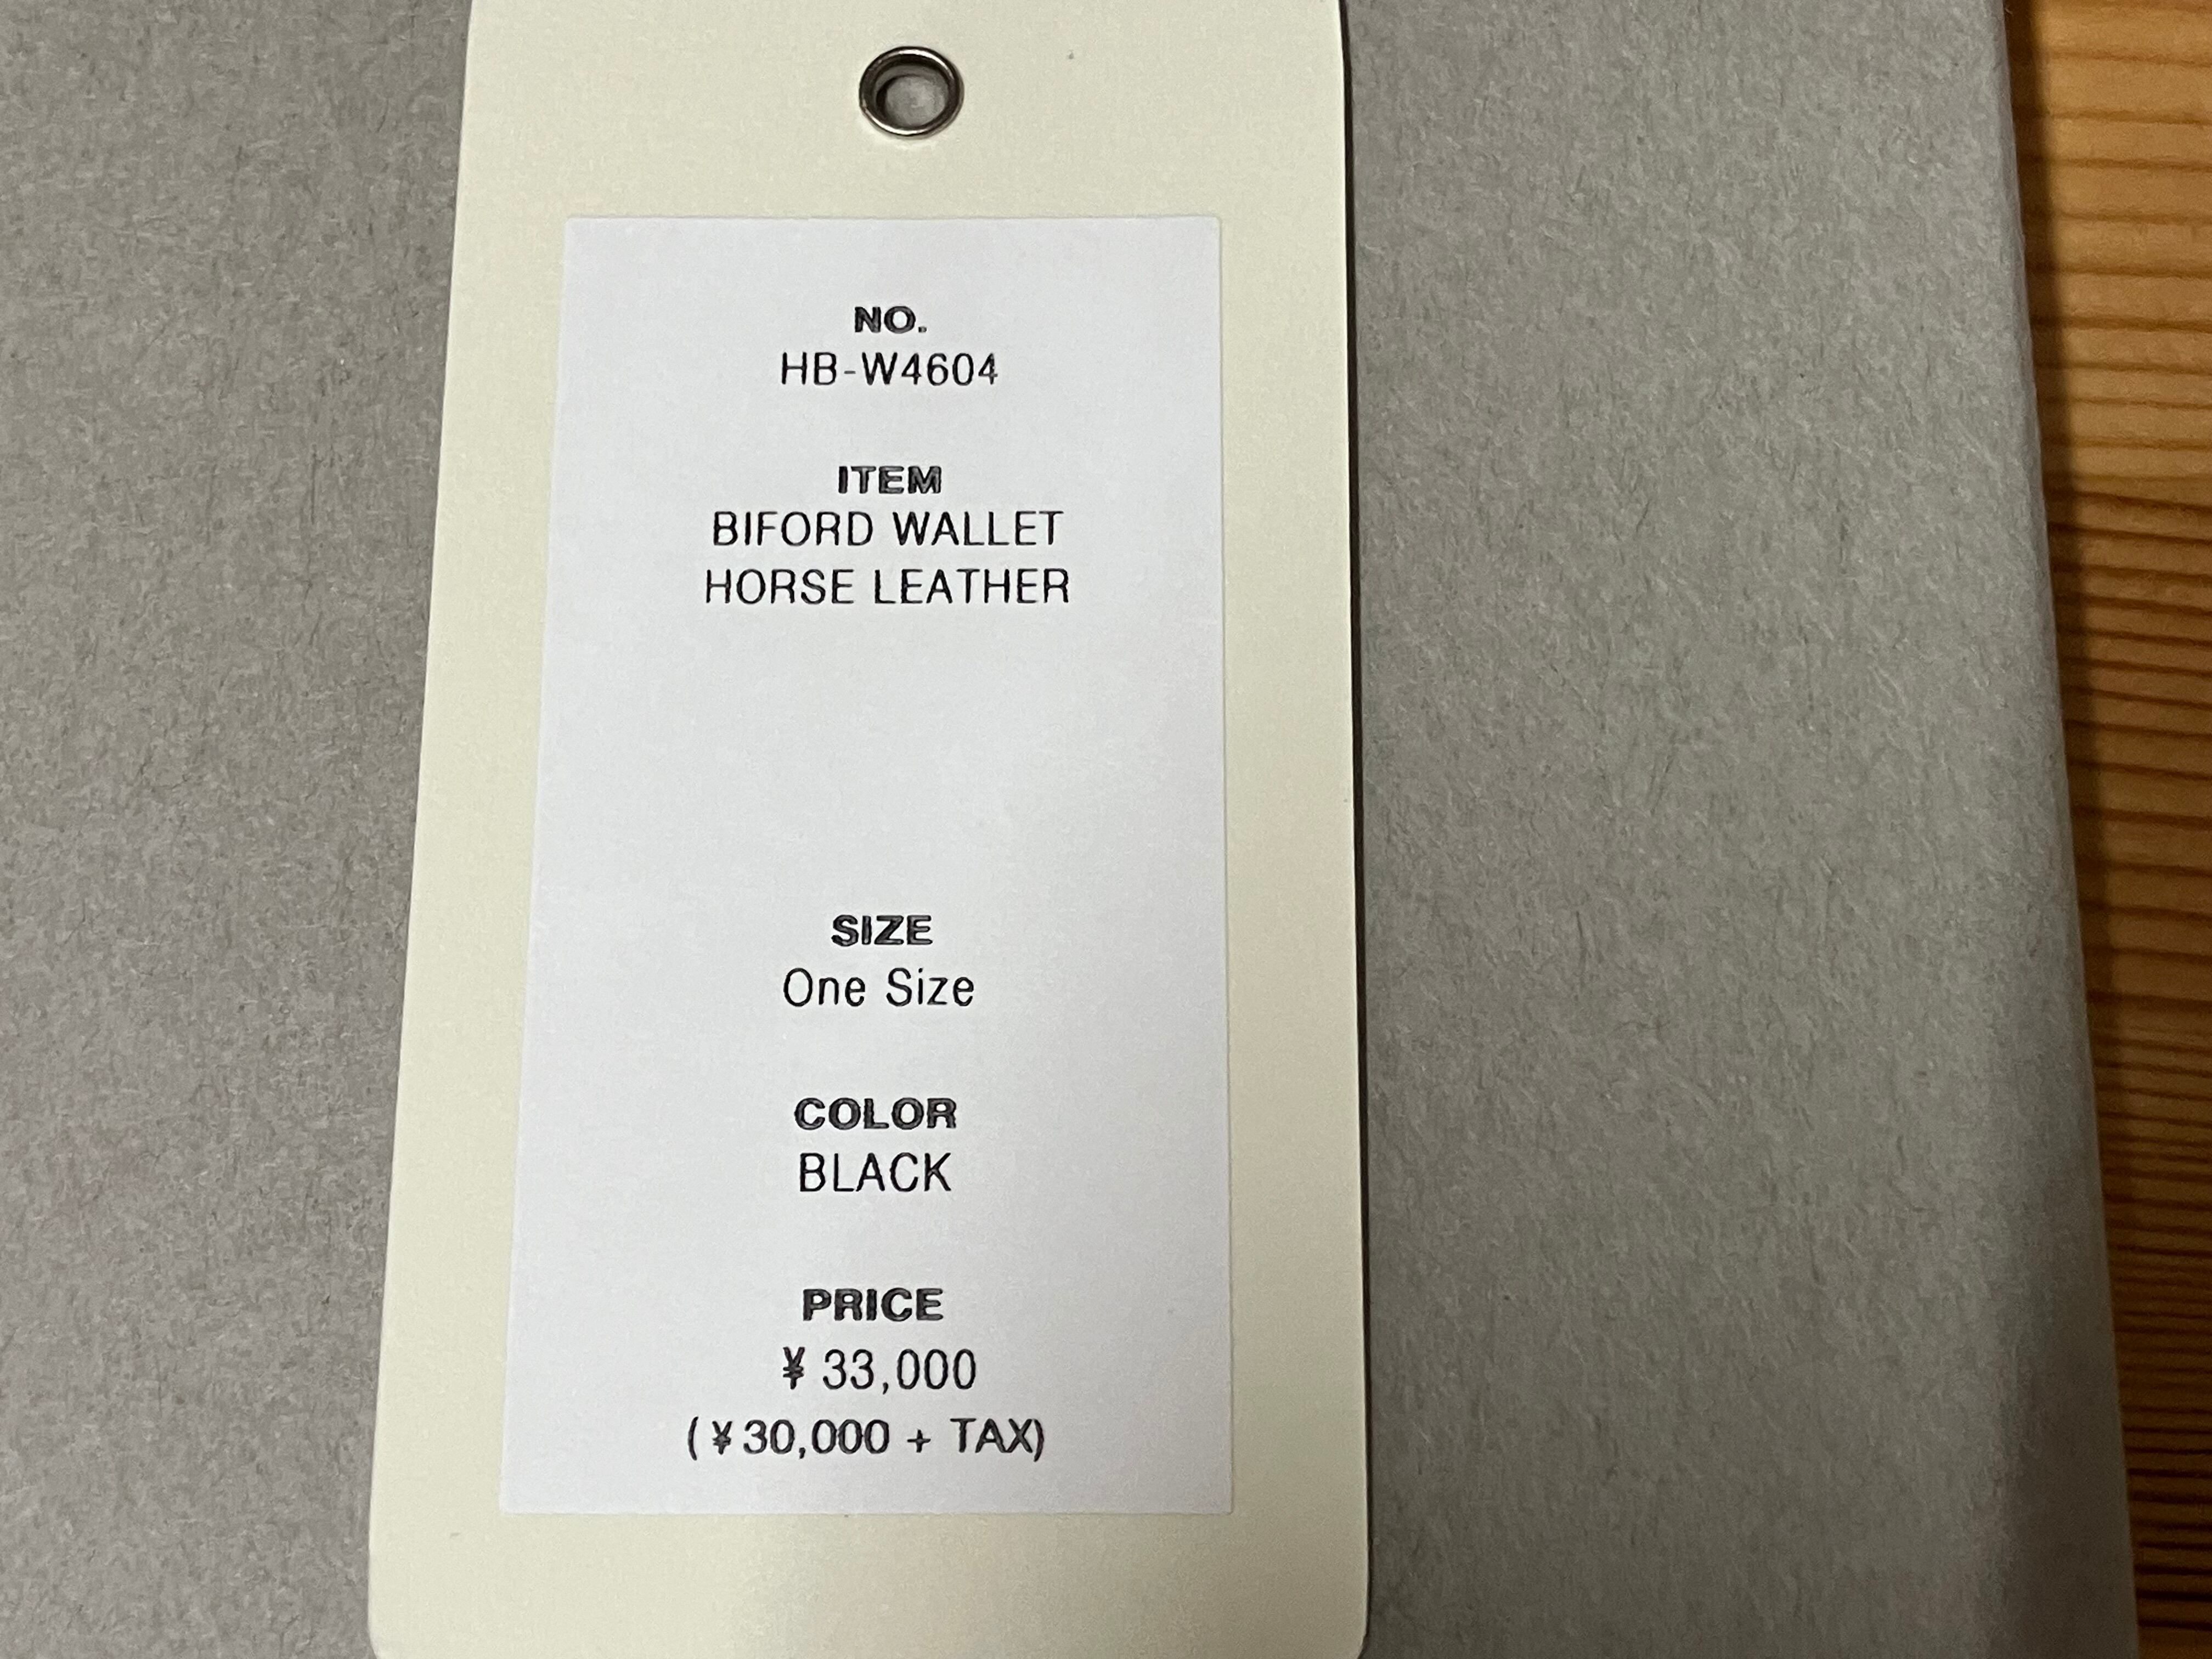 NO.
HB-W4604
ITEM
BIFORD WALLET
HORSE LEATHER
SIZE
One Size
COLOR
BLACK
PRICE
¥ 33,000
(¥30,000 + TAX)